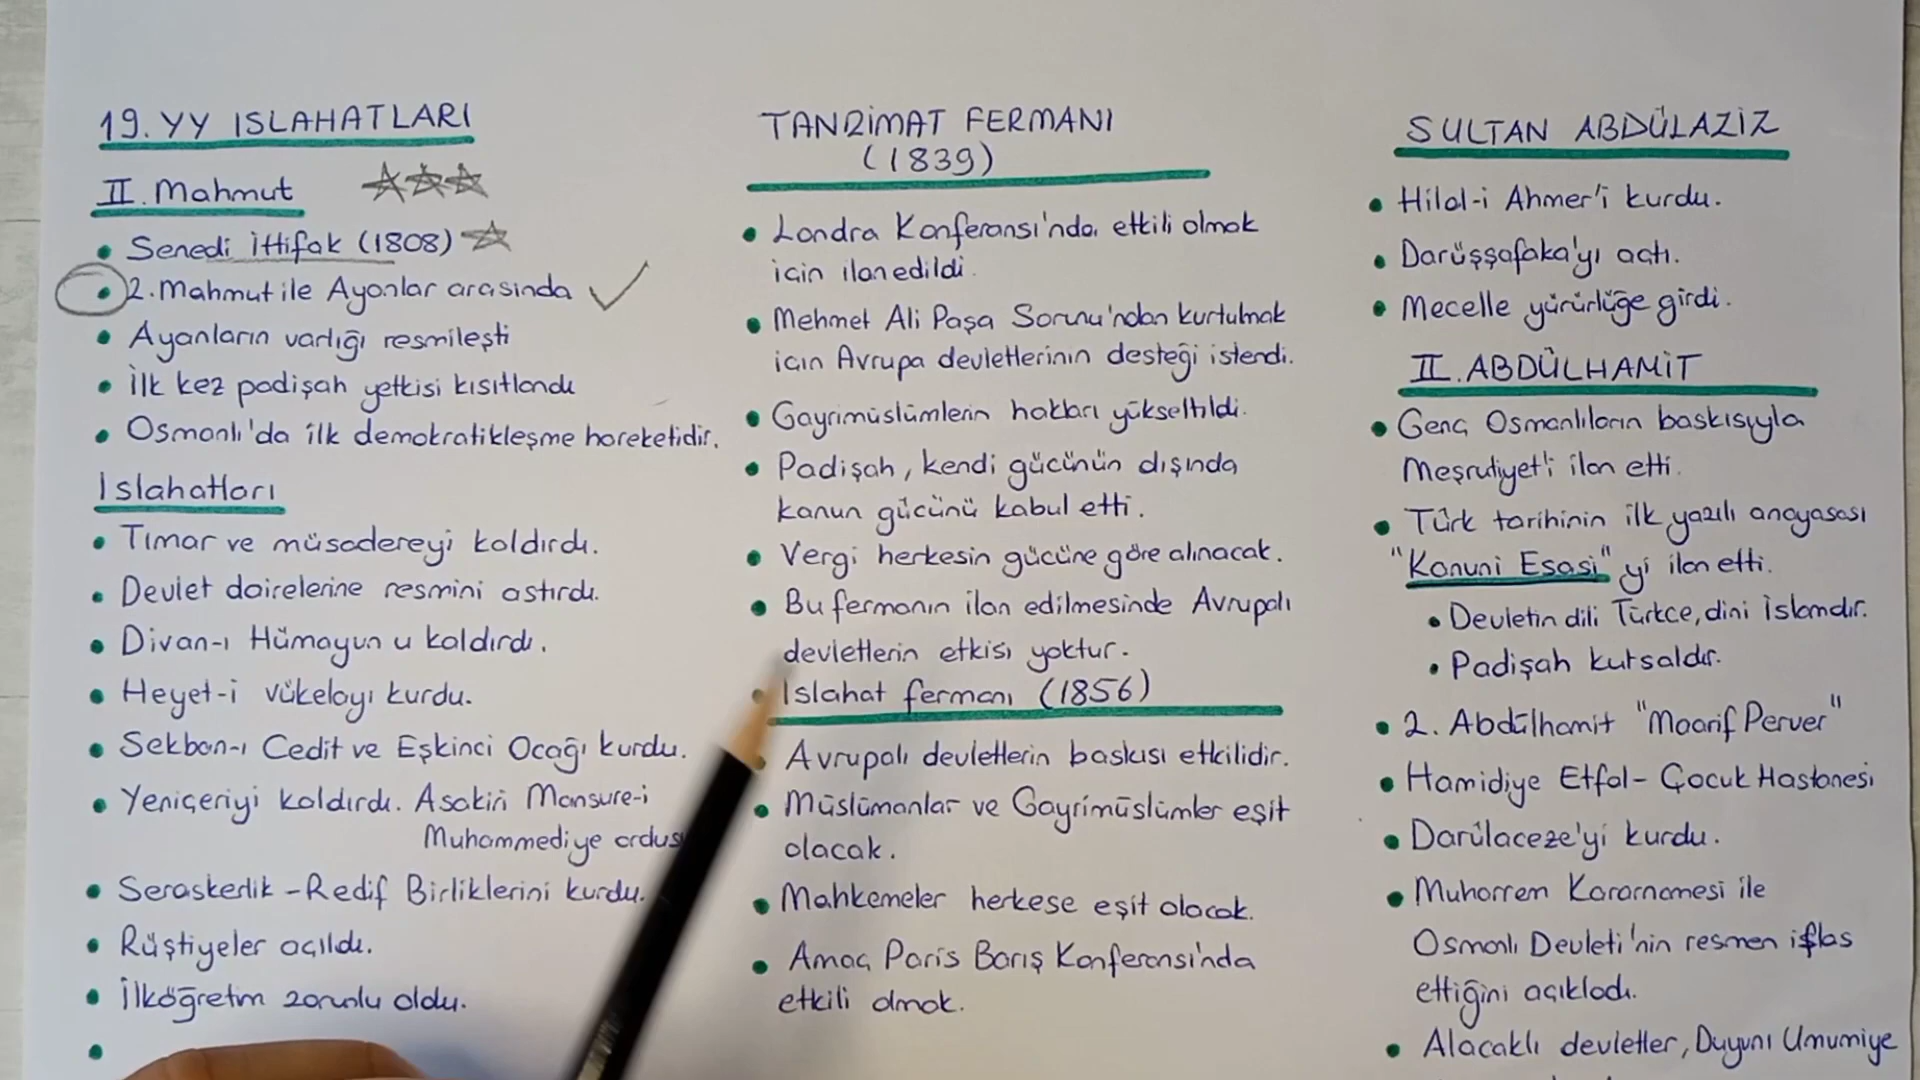 19. YY ISLAHATLARI
II. Mahmut
Senedi İttifak (1808)
2. Mahmut ile Ayanlar arasında
Ayanların varlığı resmileşti
İlk kez padişah yetkisi kısıtlandı
Osmanlı'da ilk demokratikleşme hareketidir.
Islahatları
Tımar ve müsadereyi kaldırdı.
Devlet dairelerine resmini astırdı.
Divan-ı Hümayun u kaldırdı.
Heyet-i vükelayı kurdu.
Sekban-ı Cedit ve Eşkinci Ocağı kurdu.
Yeniçeriyi kaldırdı. Asakiri Mansure-i
Muhammediye ordus
Seraskerlik - Redif Birliklerini kurdu.
Rüştiyeler açıldı.
İlköğretim zorunlu oldu.
TANZİMAT FERMANI
(1839)
Londra Konferansı'nda etkili olmak
için ilan edildi.
Mehmet Ali Paşa Sorunu'ndan kurtulmak
için Avrupa devletlerinin desteği istendi.
Gayrimüslümlerin hakları yükseltildi.
Padişah, kendi gücünün dışında
kanun gücünü kabul etti.
Vergi herkesin gücüne göre alınacak.
Bu fermanın ilan edilmesinde Avrupalı
devletlerin etkisi yoktur.
Islahat fermanı (1856)
Avrupalı devletlerin baskısı etkilidir.
Müslümanlar ve Gayrimüslümler eşit
olacak.
Mahkemeler herkese eşit olacak.
Amaç Paris Barış Konferansı'nda
etkili olmak.
SULTAN ABDÜLAZİZ
Hilal-i Ahmer'i kurdu.
Darüşşafaka'yı açtı.
Mecelle yürürlüğe girdi.
II. ABDÜLHAMİT
Genç Osmanlıların baskısıyla
Meşrutiyet'i ilan etti.
Türk tarihinin ilk yazılı anayasası
"Kanuni Esasi" yi ilan etti.
Devletin dili Türkçe, dini İslamdır.
Padişah kutsaldır.
2. Abdülhamit "Maarif Perver"
Hamidiye Etfal - Çocuk Hastanesi
Darülaceze'yi kurdu.
Muharrem Kararnamesi ile
Osmanlı Devleti'nin resmen iflas
ettiğini açıkladı.
Alacaklı devletler, Duyunı Umumiye